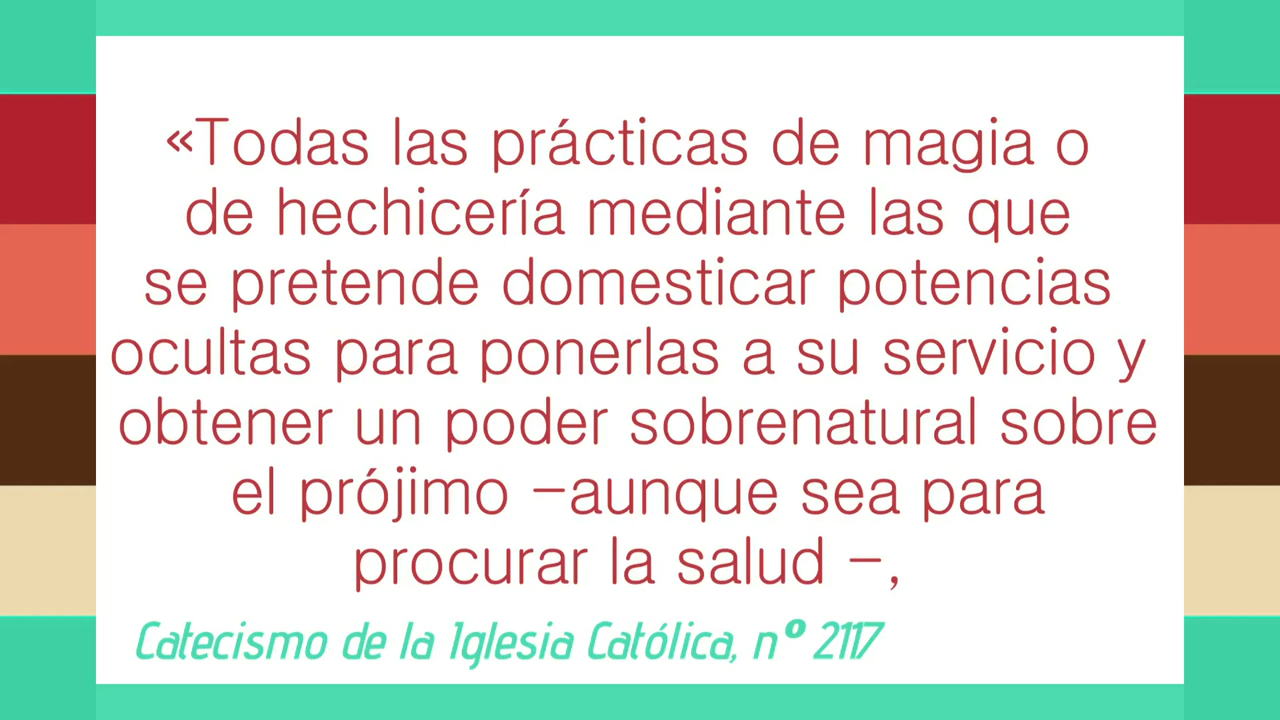 «Todas las prácticas de magia o
de hechicería mediante las que
se pretende domesticar potencias
ocultas para ponerlas a su servicio y
obtener un poder sobrenatural sobre
el prójimo –aunque sea para
procurar la salud –,
Catecismo de la Iglesia Católica, nº 2117